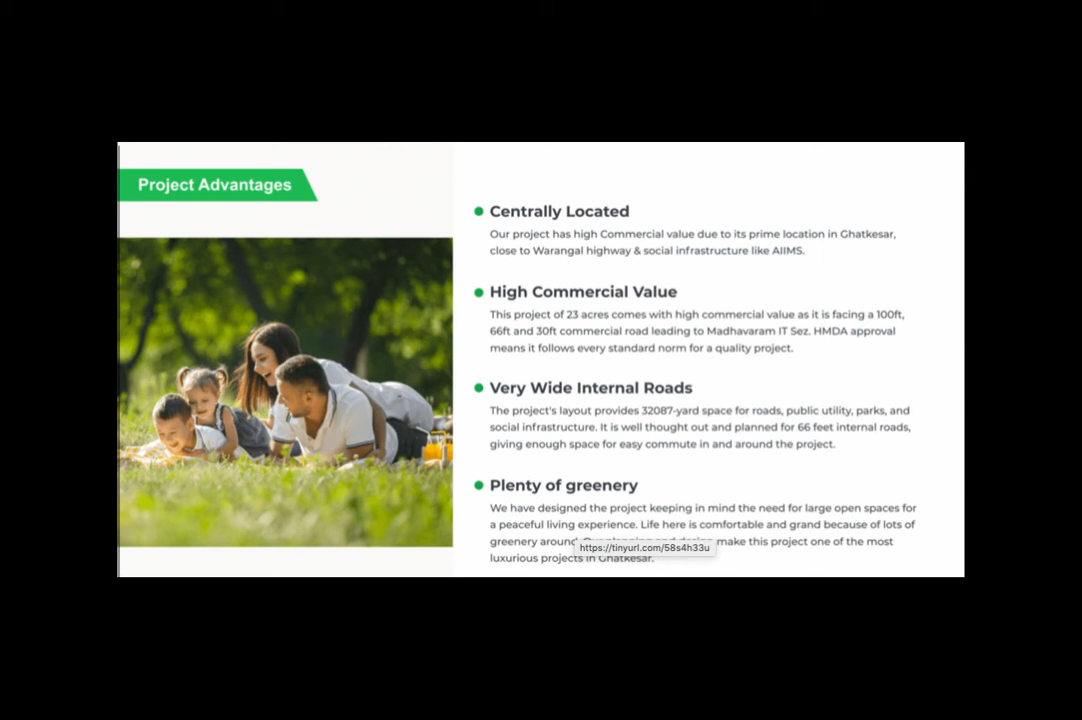 Project Advantages
Centrally Located
Our project has high Commercial value due to its prime location in Ghatkesar,
close to Warangal highway & social infrastructure like AIIMS.
High Commercial Value
This project of 23 acres comes with high commercial value as it is facing a 100ft,
66ft and 30ft commercial road leading to Madhavaram IT Sez. HMDA approval
means it follows every standard norm for a quality project.
Very Wide Internal Roads
The project's layout provides 32087-yard space for roads, public utility, parks, and
social infrastructure. It is well thought out and planned for 66 feet internal roads,
giving enough space for easy commute in and around the project.
Plenty of greenery
We have designed the project keeping in mind the need for large open spaces for
a peaceful living experience. Life here is comfortable and grand because of lots of
greenery around. Our planning and design make this project one of the most
https://tinyurl.com/58s4h33u
luxurious projects in Ghatkesar.